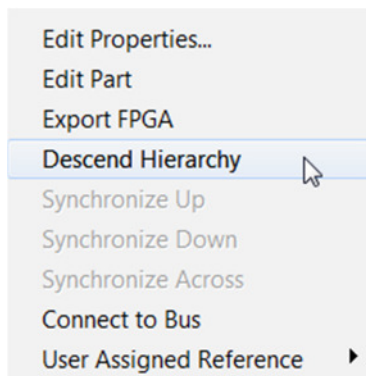 Edit Properties...
Edit Part
Export FPGA
Descend Hierarchy
Synchronize Up
Synchronize Down
Synchronize Across
Connect to Bus
User Assigned Reference